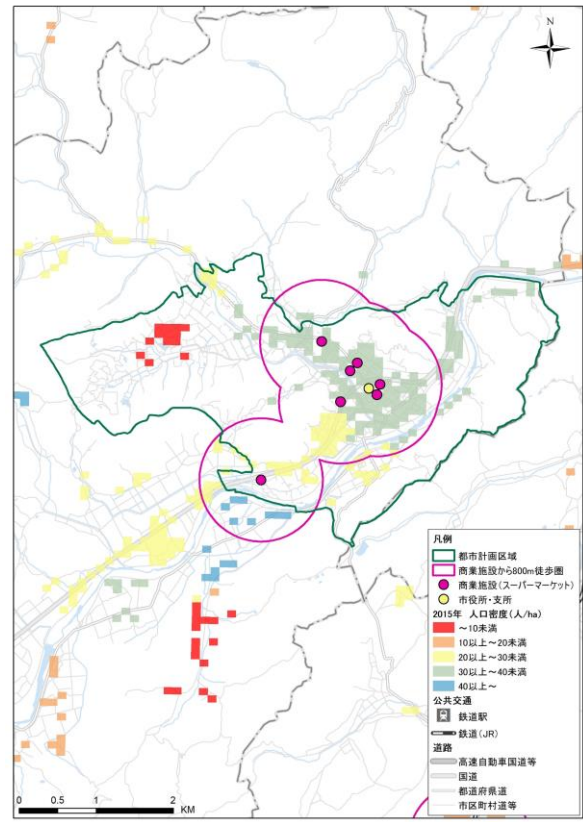 N
凡例
都市計画区域
商業施設から800m徒歩圏
商業施設(スーパーマーケット)
市役所・支所
2015年 人口密度(人/ha)
～10未満
10以上～20未満
20以上～30未満
30以上～40未満
40以上～
公共交通
鉄道駅
鉄道(JR)
道路
高速自動車国道等
国道
都道府県道
市区町村道等
0 0.5 1 2
KM